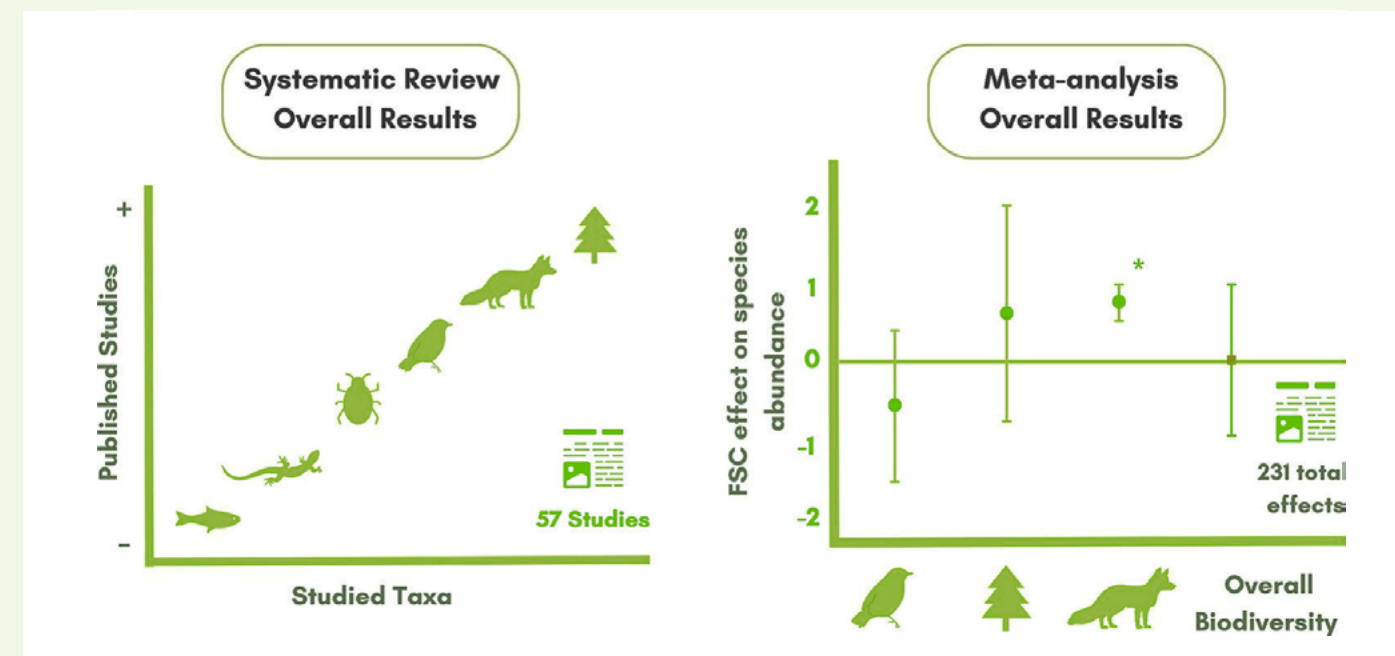 Systematic Review
Overall Results
+
Published Studies
-
57 Studies
Studied Taxa
Meta-analysis
Overall Results
FSC effect on species
abundance
2
1
*
0
-1
-2
231 total
effects
Overall
Biodiversity